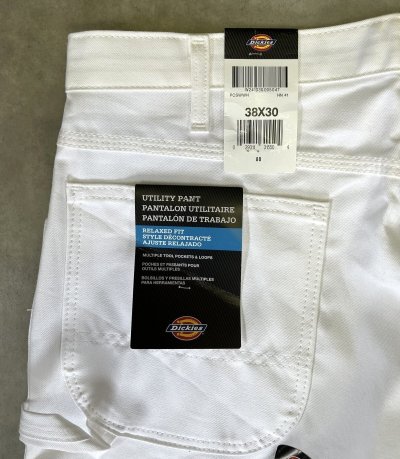 Dickies
38X30
UTILITY PANT
PANTALON UTILITAIRE
PANTALÓN DE TRABAJO
RELAXED FIT
STYLE DÉCONTRACTÉ
AJUSTE RELAJADO
MULTIPLE TOOL POCKETS & LOOPS
POCHES ET PASSANTS POUR
OUTILS MULTIPLES
BOLSILLOS Y PRESILLAS MÚLTIPLES
PARA HERRAMIENTAS
Dickies